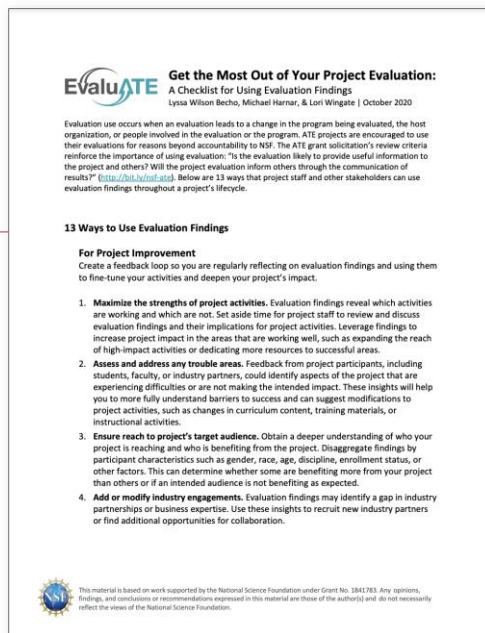 EvaluATE
Get the Most Out of Your Project Evaluation:
A Checklist for Using Evaluation Findings
Lyssa Wilson Becho, Michael Harnar, & Lori Wingate | October 2020
Evaluation use occurs when an evaluation leads to a change in the program being evaluated, the host
organization, or people involved in the evaluation or the program. ATE projects are encouraged to use
their evaluations for reasons beyond accountability to NSF. The ATE grant solicitation's review criteria
reinforce the importance of using evaluation: "Is the evaluation likely to provide useful information to
the project and others? Will the project evaluation inform others through the communication of
results?" (http://bit.ly/nsf-ate). Below are 13 ways that project staff and other stakeholders can use
evaluation findings throughout a project's lifecycle.
13 Ways to Use Evaluation Findings
For Project Improvement
Create a feedback loop so you are regularly reflecting on evaluation findings and using them
to fine-tune your activities and deepen your project's impact.
1. Maximize the strengths of project activities. Evaluation findings reveal which activities
are working and which are not. Set aside time for project staff to review and discuss
evaluation findings and their implications for project activities. Leverage findings to
increase project impact in the areas that are working well, such as expanding the reach
of high-impact activities or dedicating more resources to successful areas.
2. Assess and address any trouble areas. Feedback from project participants, including
students, faculty, or industry partners, could identify aspects of the project that are
experiencing difficulties or are not making the intended impact. These insights will help
you to more fully understand barriers to success and can suggest modifications to
project activities, such as changes in curriculum content, training materials, or
instructional activities.
3. Ensure reach to project's target audience. Obtain a deeper understanding of who your
project is reaching and who is benefiting from the project. Disaggregate findings by
participant characteristics such as gender, race, age, discipline, enrollment status, or
other factors. This can determine whether some are benefiting more from your project
than others or if an intended audience is not benefiting as expected.
4. Add or modify industry engagements. Evaluation findings may identify a gap in industry
partnerships or business expertise. Use these insights to recruit new industry partners
or find additional opportunities for collaboration.
NSF
This material is based on work supported by the National Science Foundation under Grant No. 1841783. Any opinions,
findings, and conclusions or recommendations expressed in this material are those of the author(s) and do not necessarily
reflect the views of the National Science Foundation.